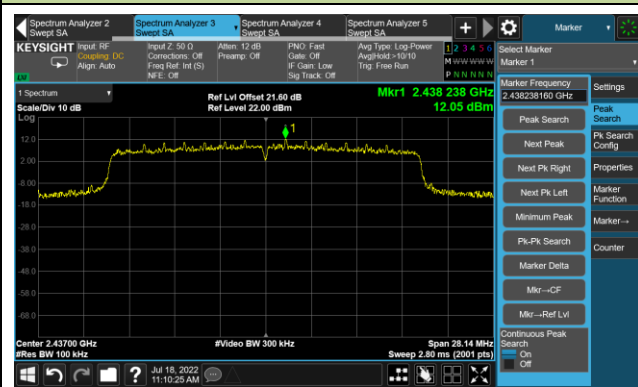 Spectrum Analyzer 2
Swept SA
Spectrum Analyzer 3
Swept SA
Spectrum Analyzer 4
Swept SA
Spectrum Analyzer 5
Swept SA
Marker
KEYSIGHT
Input: RF
Coupling: DC
Align: Auto
Input Z: 50 Ω
Corrections: Off
Freq Ref: Int (S)
NFE: Off
Atten: 12 dB
Preamp: Off
PNO: Fast
Gate: Off
IF Gain: Low
Sig Track: Off
Avg Type: Log-Power
Avg|Hold:>10/10
Trig: Free Run
1 2 3 4 5 6
M W W W W W
P N N N N N
Select Marker
Marker 1
1 Spectrum
Scale/Div 10 dB
Log
Ref Lvl Offset 21.60 dB
Ref Level 22.00 dBm
Mkr1 2.438 238 GHz
12.05 dBm
1
12.0
2.00
-8.00
-18.0
-28.0
-38.0
-48.0
-58.0
-68.0
Center 2.43700 GHz
#Res BW 100 kHz
#Video BW 300 kHz
Span 28.14 MHz
Sweep 2.80 ms (2001 pts)
Marker Frequency
2.438238160 GHz
Peak Search
Next Peak
Next Pk Right
Next Pk Left
Minimum Peak
Pk-Pk Search
Marker Delta
Mkr→CF
Mkr→Ref Lvl
Continuous Peak
Search
On
Off
Settings
Peak
Search
Pk Search
Config
Properties
Marker
Function
Marker→
Counter
?
Jul 18, 2022
11:10:25 AM